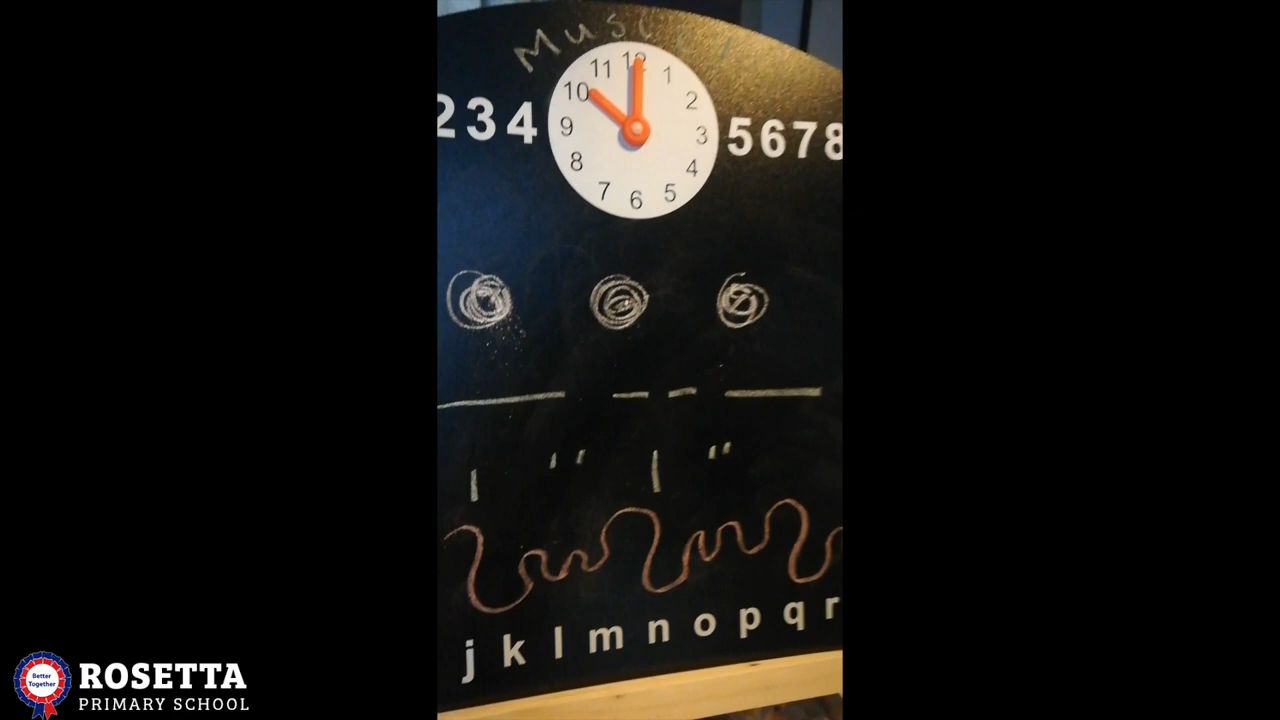 Music
12
11 1
10 2
234 9 3 5678
8 4
7 5
6
j k l m n o p q r
Better
Together
ROSETTA
PRIMARY SCHOOL